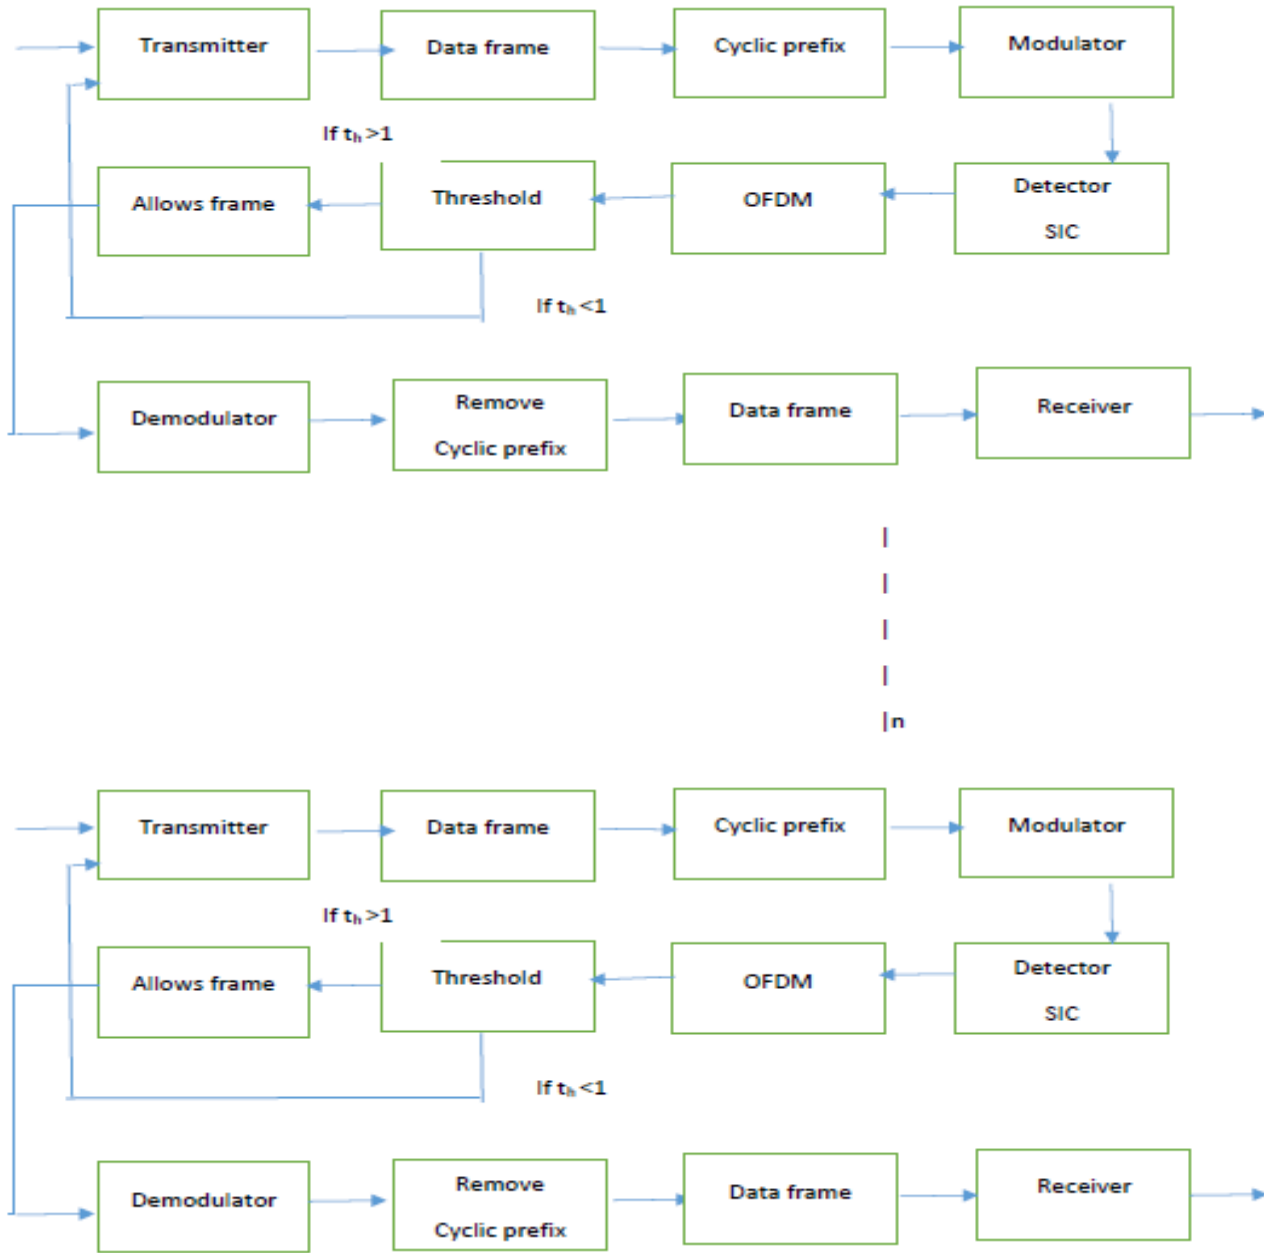 Transmitter
Data frame
Cyclic prefix
Modulator
If tₕ >1
Allows frame
Threshold
OFDM
Detector
SIC
If tₕ <1
Demodulator
Remove
Cyclic prefix
Data frame
Receiver
|
|
|
|
|n
Transmitter
Data frame
Cyclic prefix
Modulator
If tₕ >1
Allows frame
Threshold
OFDM
Detector
SIC
If tₕ <1
Demodulator
Remove
Cyclic prefix
Data frame
Receiver